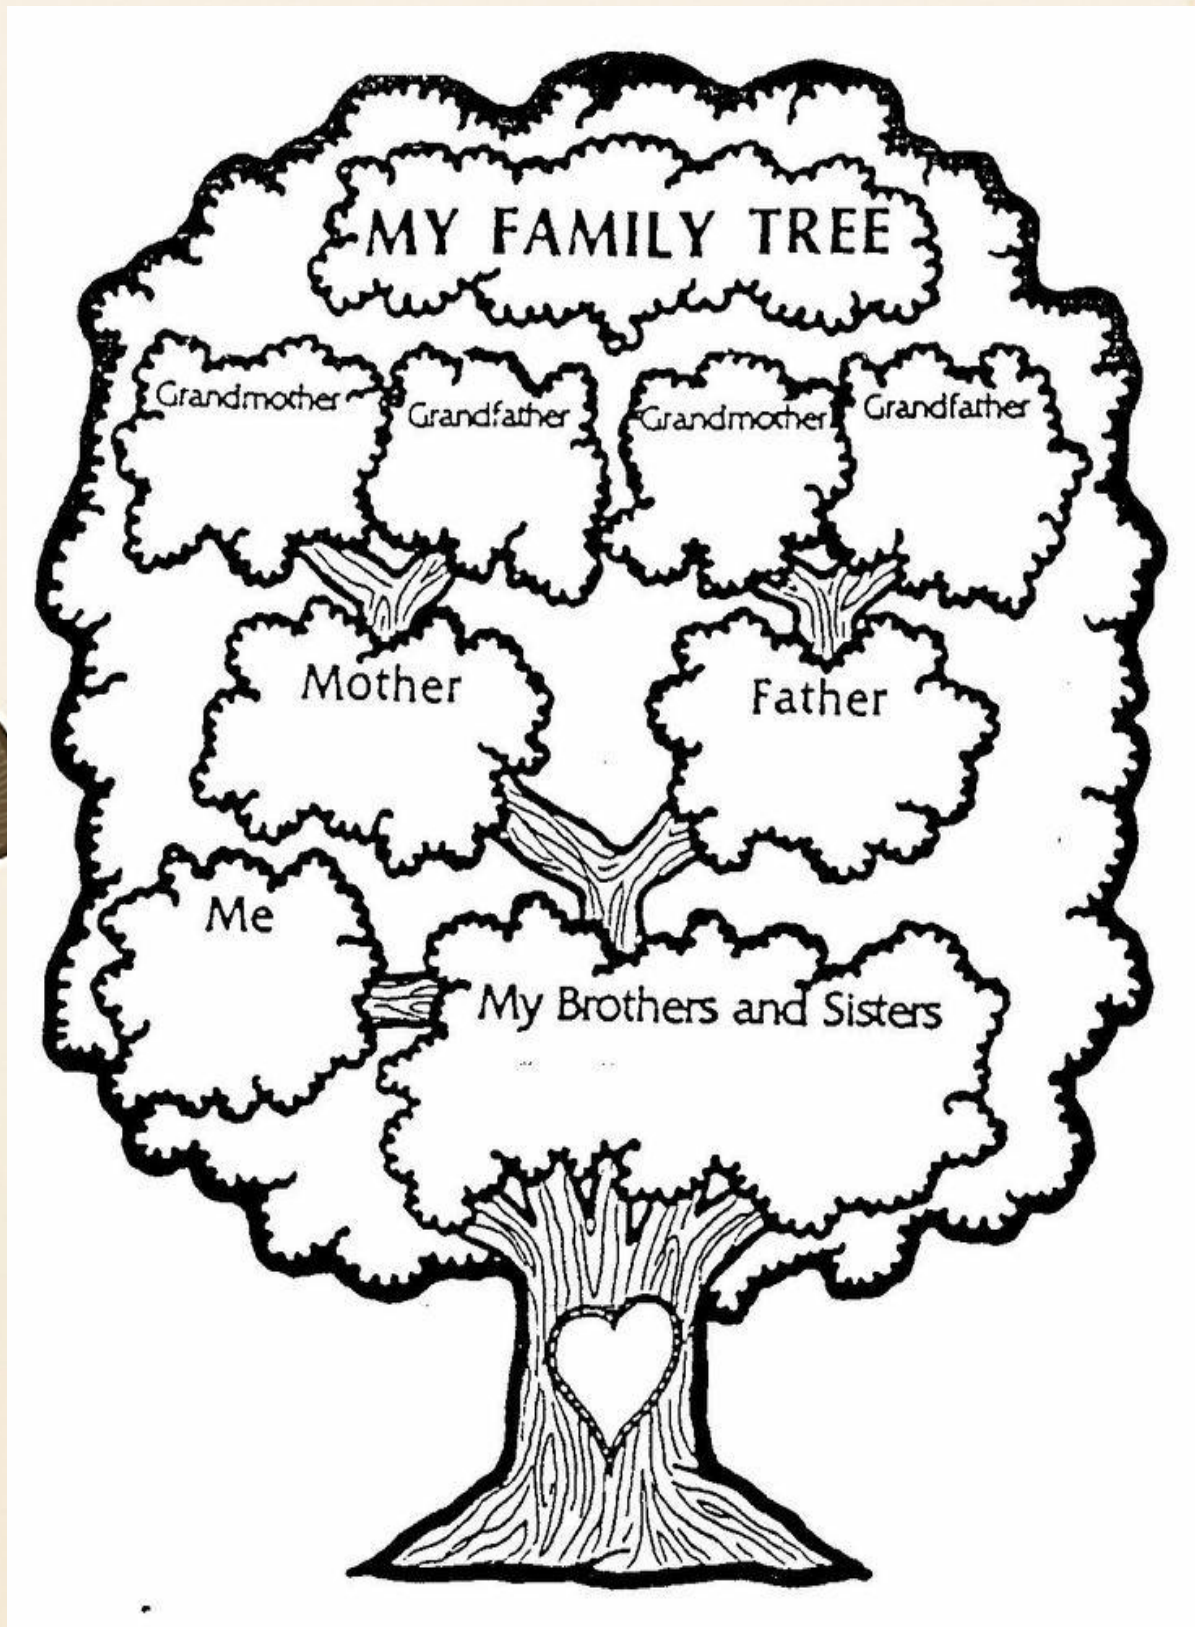 MY FAMILY TREE
Grandmother
Grandfather
Grandmother
Grandfather
Mother
Father
Me
My Brothers and Sisters